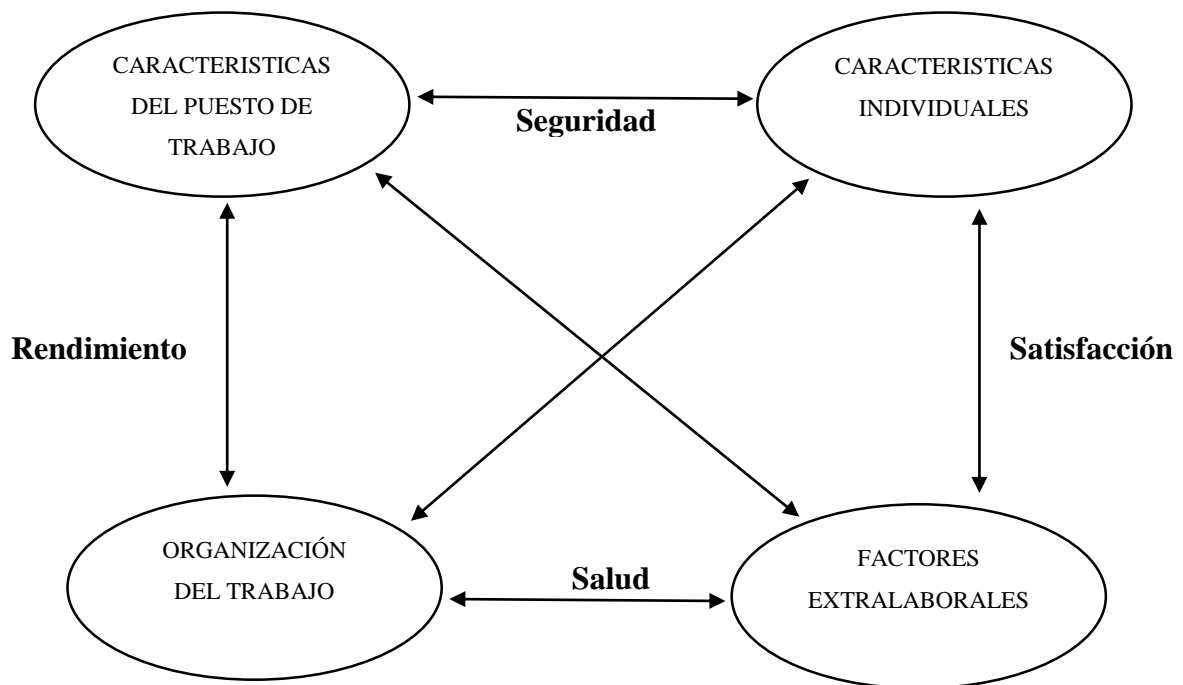 CARACTERISTICAS
DEL PUESTO DE
TRABAJO
CARACTERISTICAS
INDIVIDUALES
Seguridad
Rendimiento
Satisfacción
ORGANIZACIÓN
DEL TRABAJO
Salud
FACTORES
EXTRALABORALES